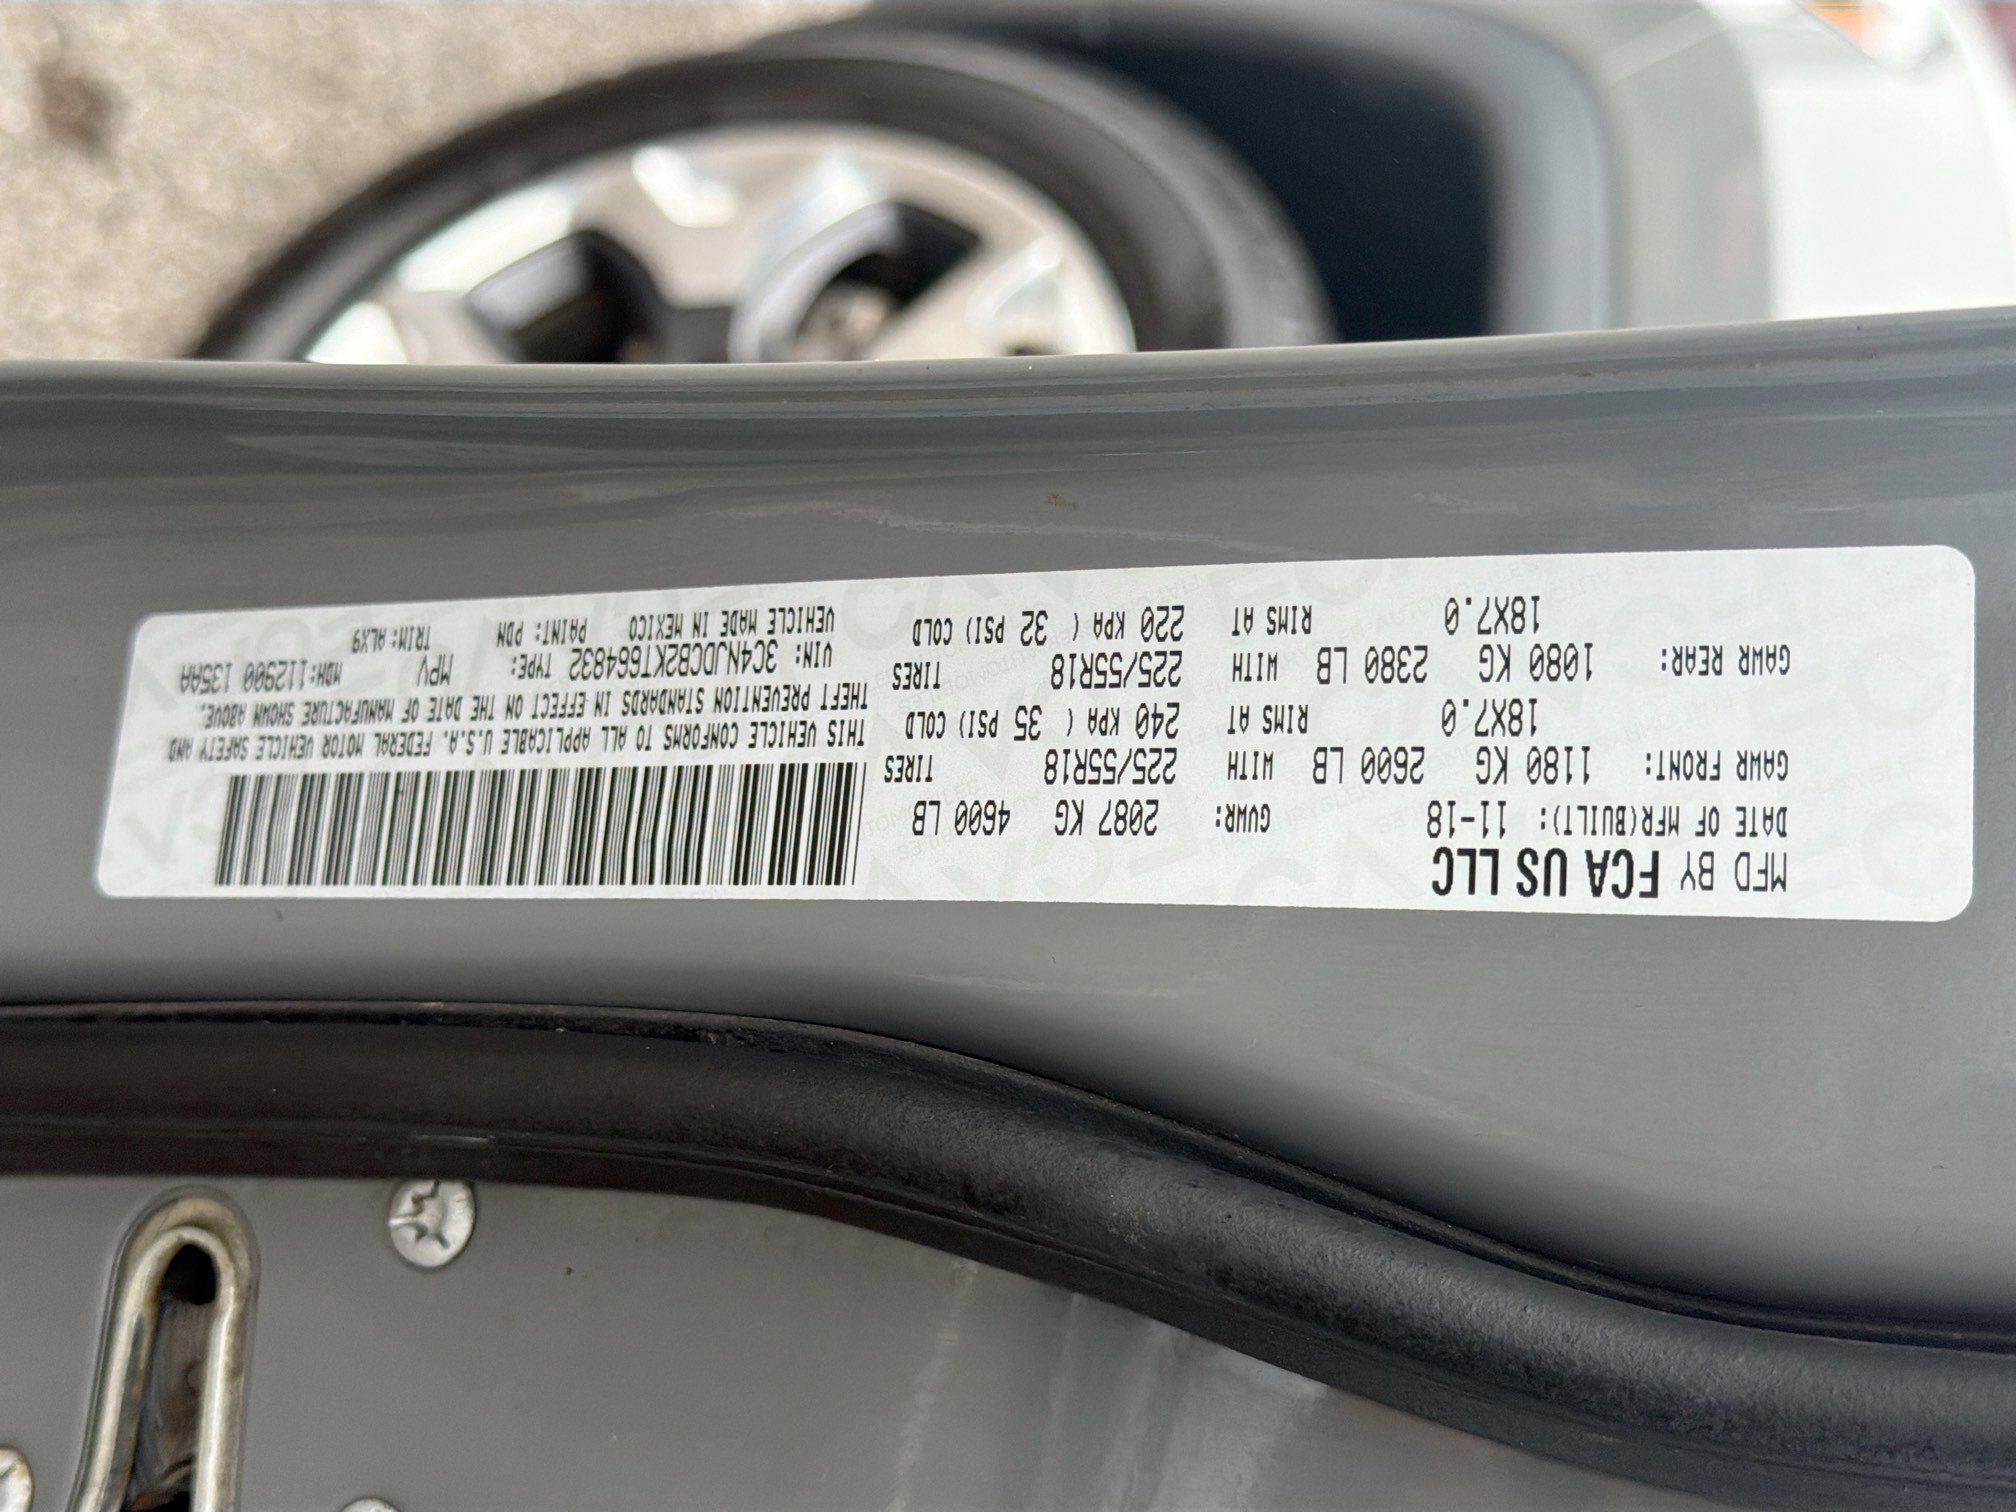 MFD BY FCA US LLC
DATE OF MFR(BUILT): 11-18 GVWR: 2087 KG 4600 LB
GAWR FRONT: 1180 KG 2600 LB WITH 225/55R18 TIRES
18X7.0 RIMS AT 240 KPA ( 35 PSI) COLD
GAWR REAR: 1080 KG 2380 LB WITH 225/55R18 TIRES
18X7.0 RIMS AT 220 KPA ( 32 PSI) COLD
THIS VEHICLE CONFORMS TO ALL APPLICABLE U.S.A. FEDERAL MOTOR VEHICLE SAFETY AND
THEFT PREVENTION STANDARDS IN EFFECT ON THE DATE OF MANUFACTURE SHOWN ABOVE.
VIN: 3C4NJDCB2KT664832 TYPE: MPV MDH:112900 135AA
VEHICLE MADE IN MEXICO PAINT: PDN TRIM: ALX9